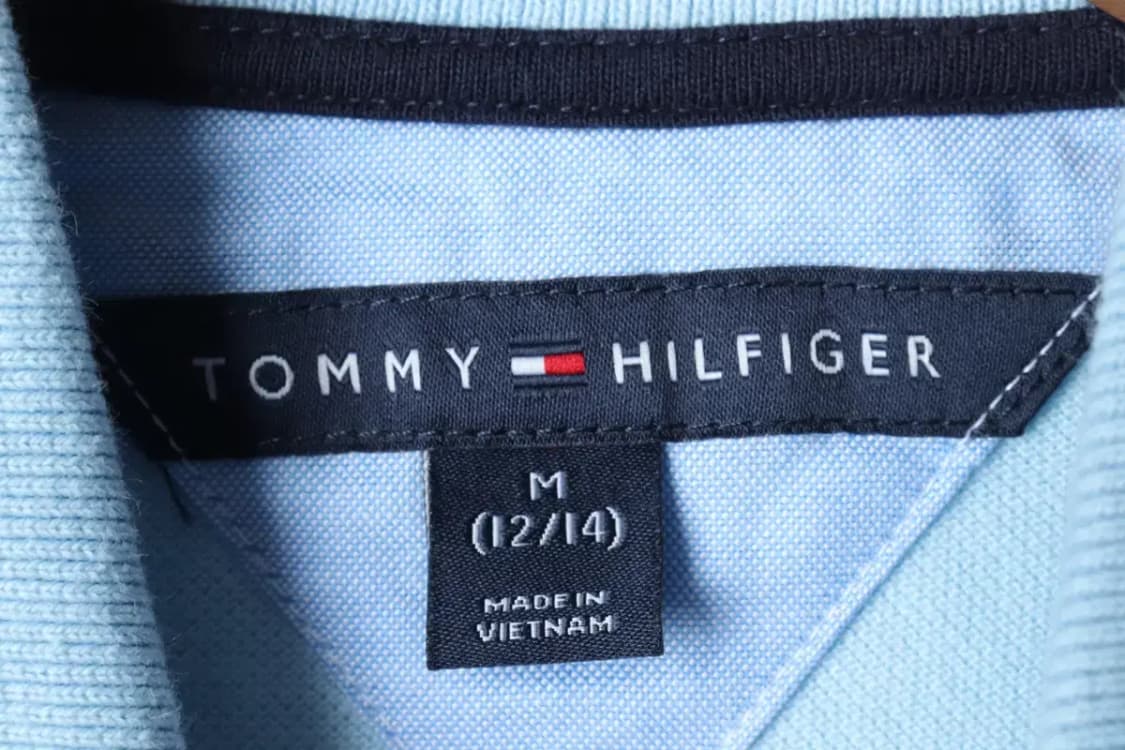 TOMMY HILFIGER
M
(12/14)
MADE IN
VIETNAM